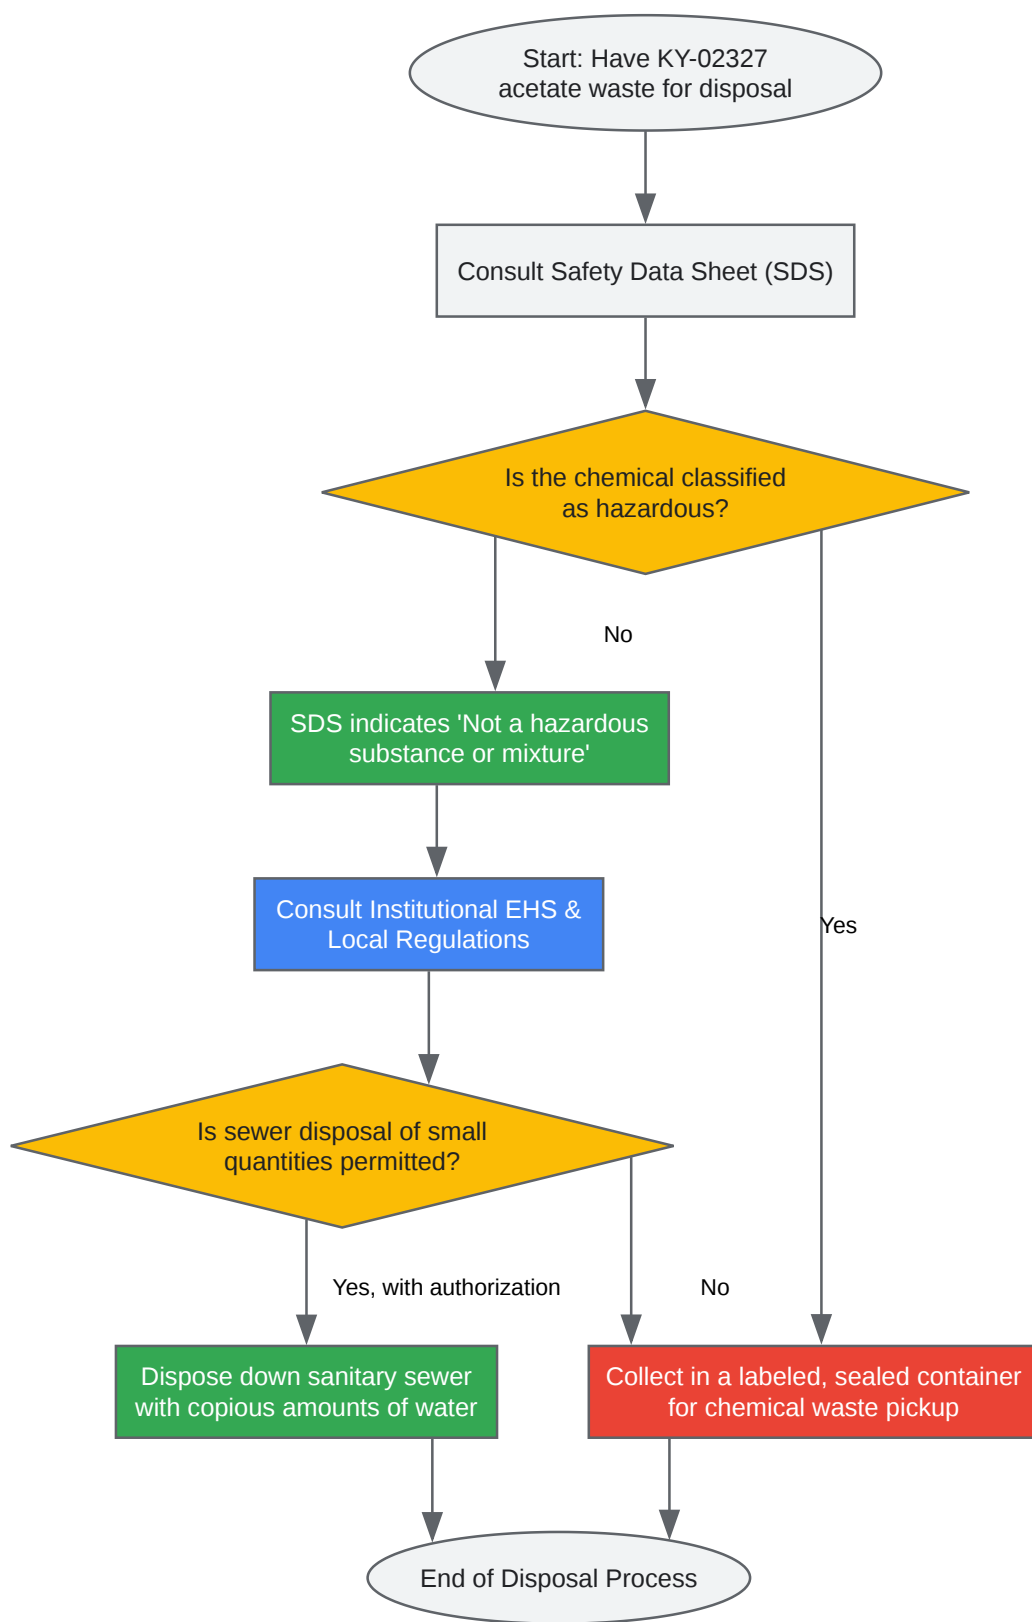 Start: Have KY-02327
acetate waste for disposal
Consult Safety Data Sheet (SDS)
Is the chemical classified
as hazardous?
No
SDS indicates 'Not a hazardous
substance or mixture'
Consult Institutional EHS &
Local Regulations
Yes
Is sewer disposal of small
quantities permitted?
Yes, with authorization
No
Dispose down sanitary sewer
with copious amounts of water
Collect in a labeled, sealed container
for chemical waste pickup
End of Disposal Process